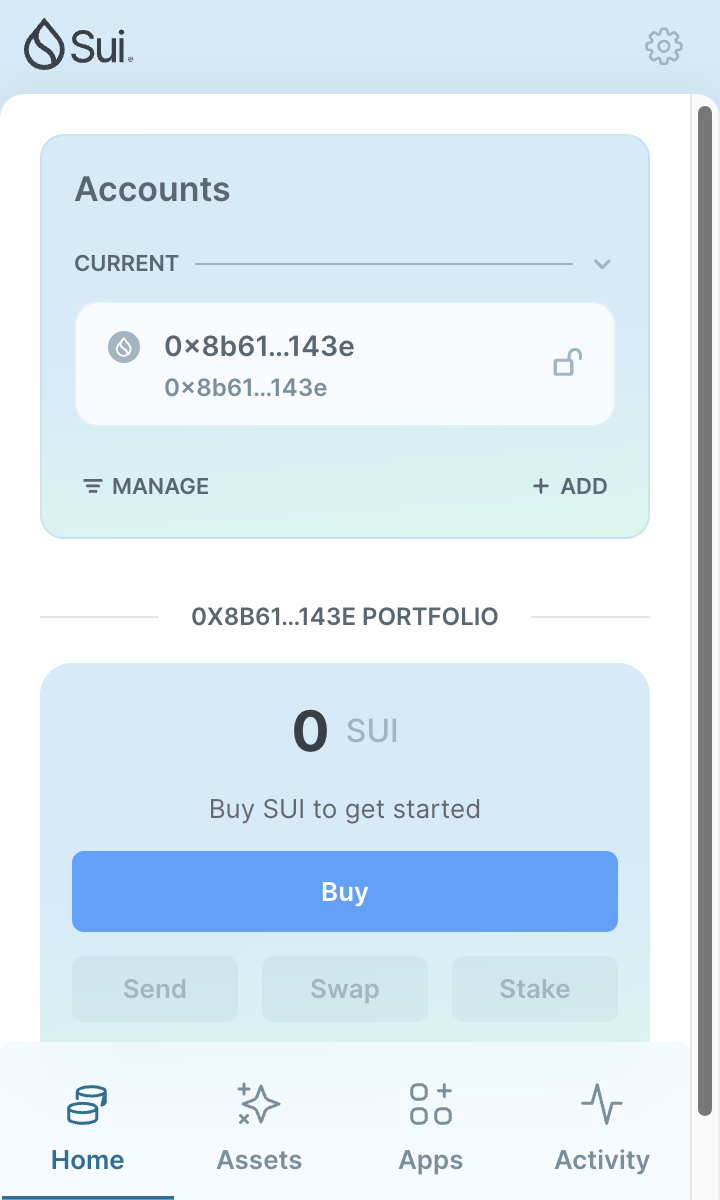 Sui
Accounts
CURRENT
0×8b61...143e
0×8b61...143e
MANAGE
+ ADD
0X8B61...143E PORTFOLIO
0 SUI
Buy SUI to get started
Buy
Send Swap Stake
Home Assets Apps Activity